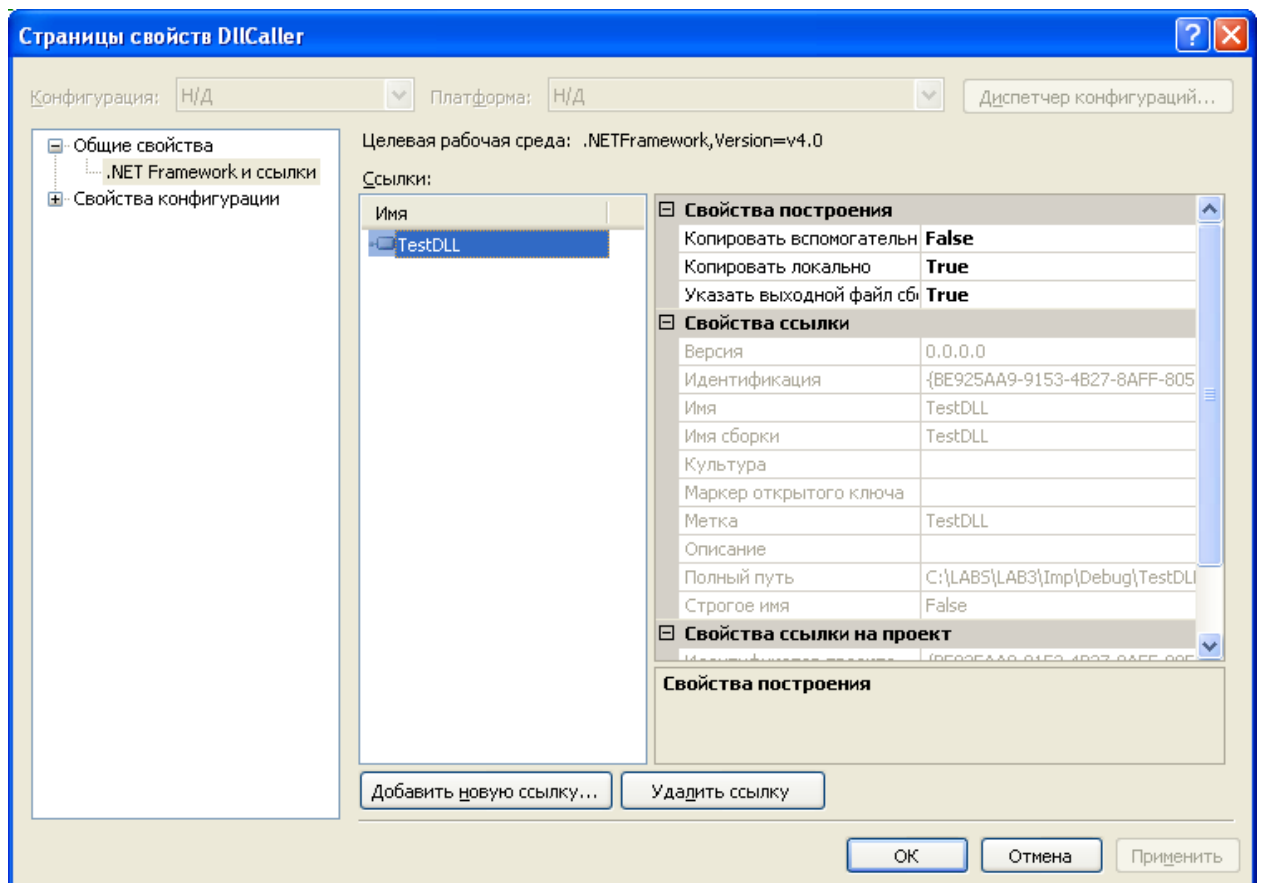 Страницы свойств DllCaller
Конфигурация: Н/Д Платформа: Н/Д Диспетчер конфигураций...
Общие свойства
.NET Framework и ссылки
Свойства конфигурации
Целевая рабочая среда: .NETFramework,Version=v4.0
Ссылки:
Имя
TestDLL
Свойства построения
Копировать вспомогательн False
Копировать локально True
Указать выходной файл сб True
Свойства ссылки
Версия 0.0.0.0
Идентификация {BE925AA9-9153-4B27-8AFF-805
Имя TestDLL
Имя сборки TestDLL
Культура
Маркер открытого ключа
Метка TestDLL
Описание
Полный путь C:\LABS\LAB3\Imp\Debug\TestDLL
Строгое имя False
Свойства ссылки на проект
Свойства построения
Добавить новую ссылку... Удалить ссылку
ОК Отмена Применить